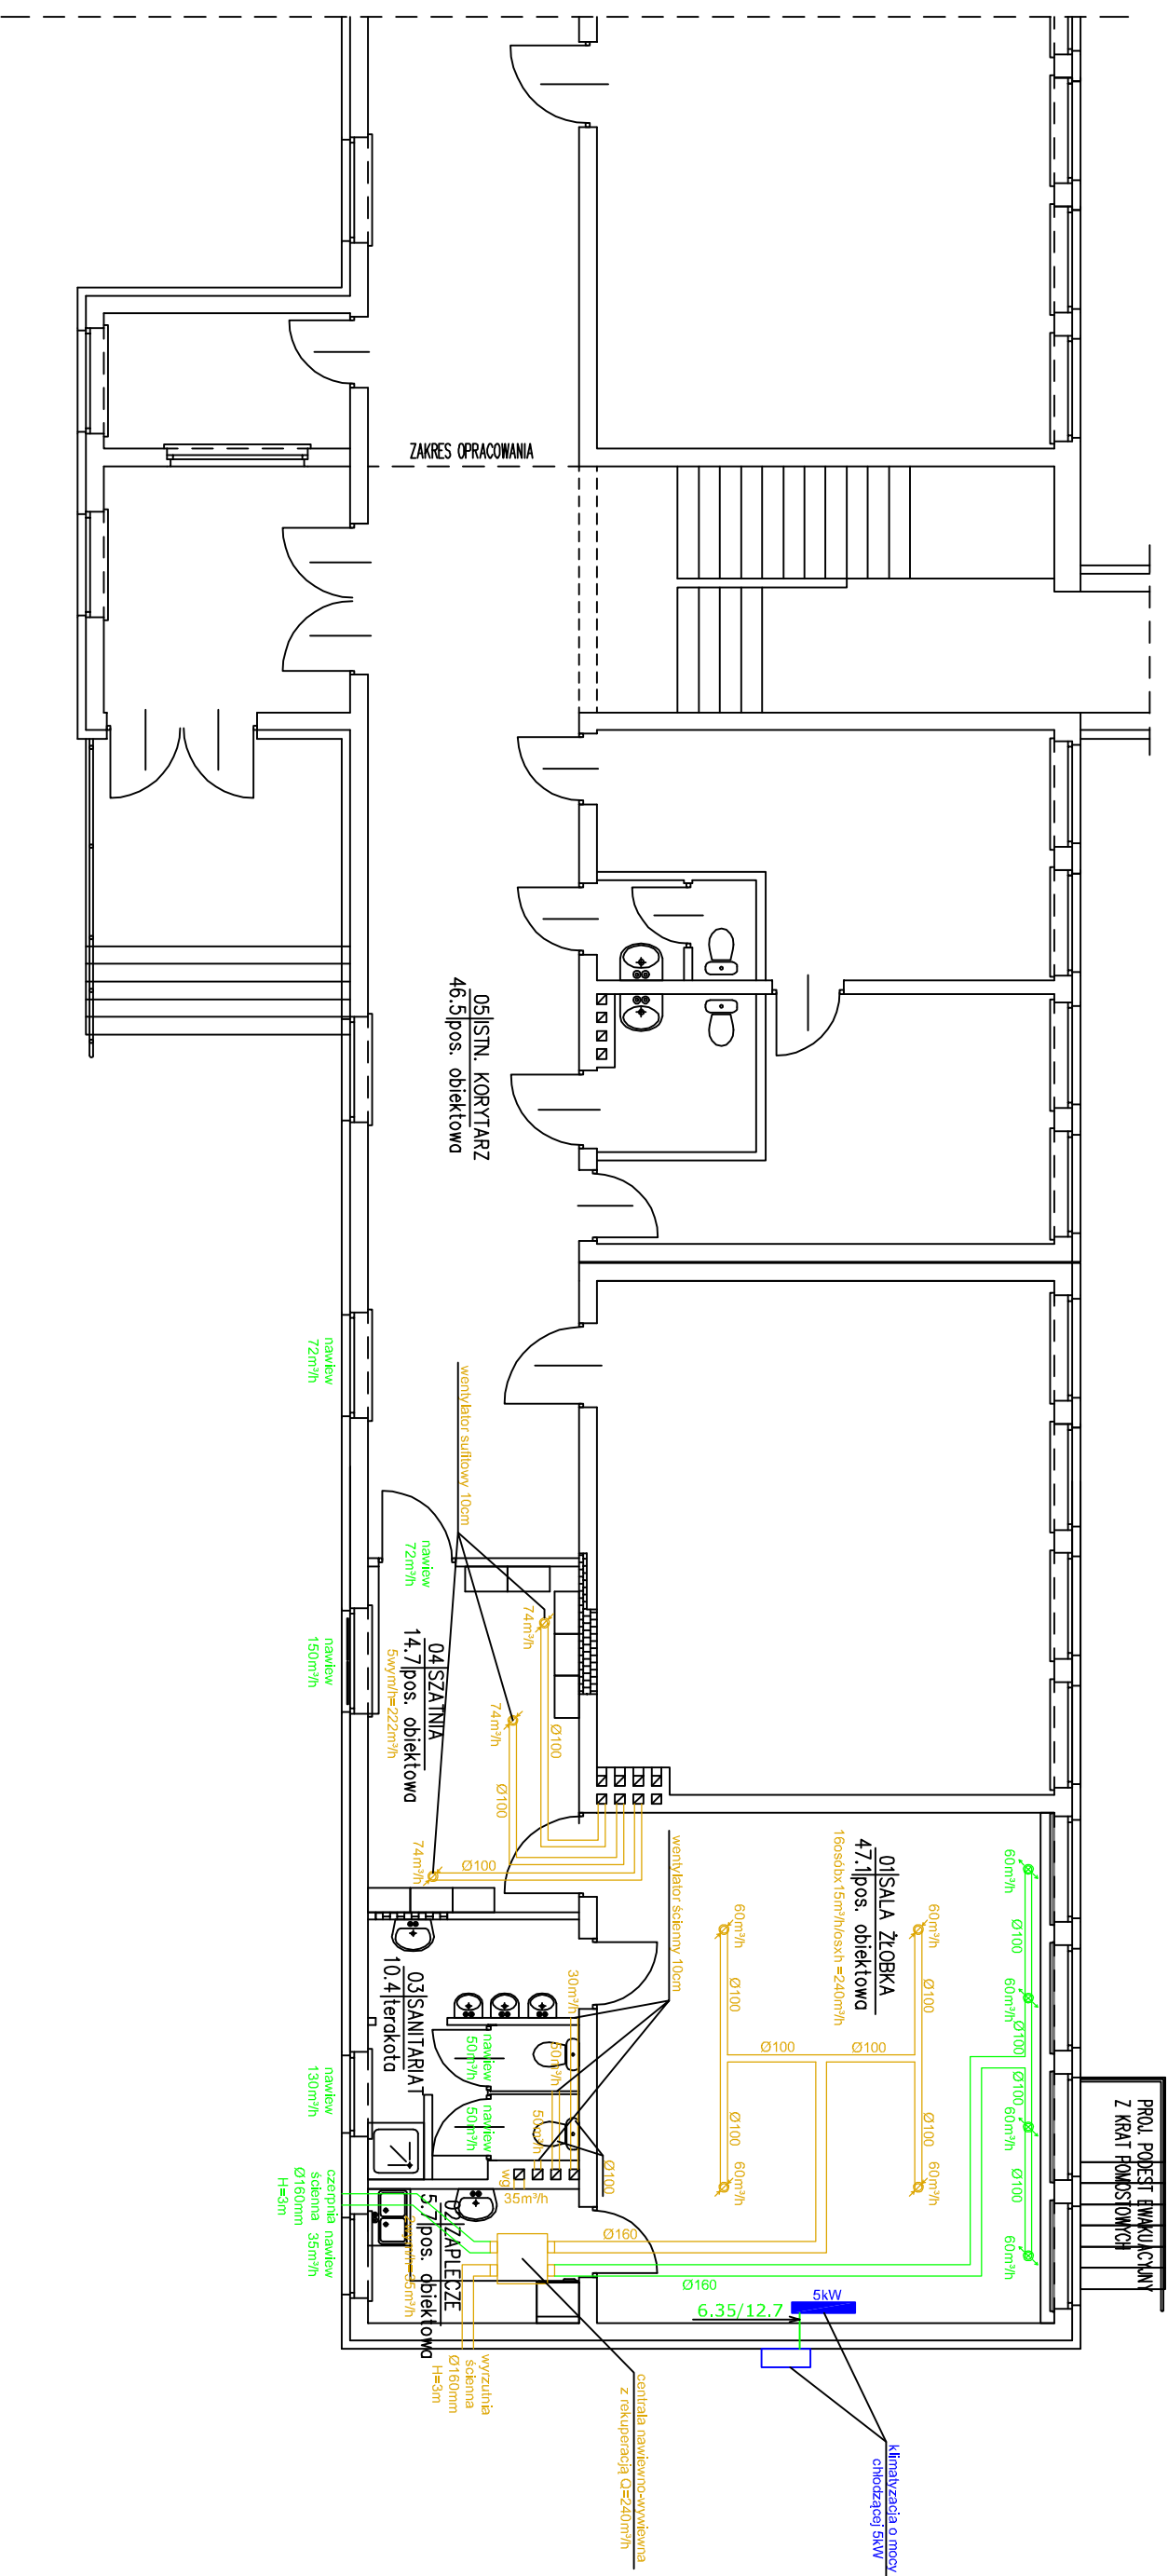 ZAKRES OPRACOWANIA
05 ISTN. KORYTARZ
46.5 pos. obiektowa
nawiew
72m³/h
wentylator sufitowy 10cm
nawiew
72m³/h
nawiew
150m³/h
04 SZATNIA
14.7 pos. obiektowa
5wym/h=222m³/h
74m³/h
74m³/h
74m³/h
Ø100
Ø100
Ø100
wentylator ścienny 10cm
01 SALA ŻŁOBKA
47.1 pos. obiektowa
16osóbx15m³/h/osxh =240m³/h
60m³/h
60m³/h
60m³/h
60m³/h
Ø100
Ø100
Ø100
Ø100
60m³/h
60m³/h
60m³/h
60m³/h
Ø100
Ø100
Ø100
Ø100
Ø100
Ø100
PROJ. PODEST EWAKUACYJNY
Z KRAT POMOSTOWYCH
03 SANITARIAT
10.4 terakota
30m³/h
50m³/h
50m³/h
nawiew
50m³/h
nawiew
50m³/h
Ø100
wg
35m³/h
nawiew
130m³/h
czerpnia
ścienna
Ø160mm
H=3m
nawiew
35m³/h
02 ZAPLECZE
5.7 pos. obiektowa
Ø160
Ø160
6.35/12.7
5kW
wyrzutnia
ścienna
Ø160mm
H=3m
centrala nawiewno-wywiewna
z rekuperacją Q=240m³/h
klimatyzacja o mocy
chłodzącej 5kW